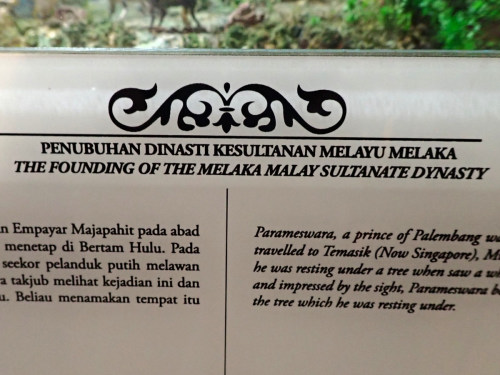 PENUBUHAN DINASTI KESULTANAN MELAYU MELAKA
THE FOUNDING OF THE MELAKA MALAY SULTANATE DYNASTY
Empayar Majapahit pada abad
menetap di Bertam Hulu. Pada
seekor pelanduk putih melawan
takjub melihat kejadian ini dan
Beliau menamakan tempat itu
Parameswara, a prince of Palembang
travelled to Temasik (Now Singapore),
he was resting under a tree when saw a
and impressed by the sight, Parameswara
the tree which he was resting under.